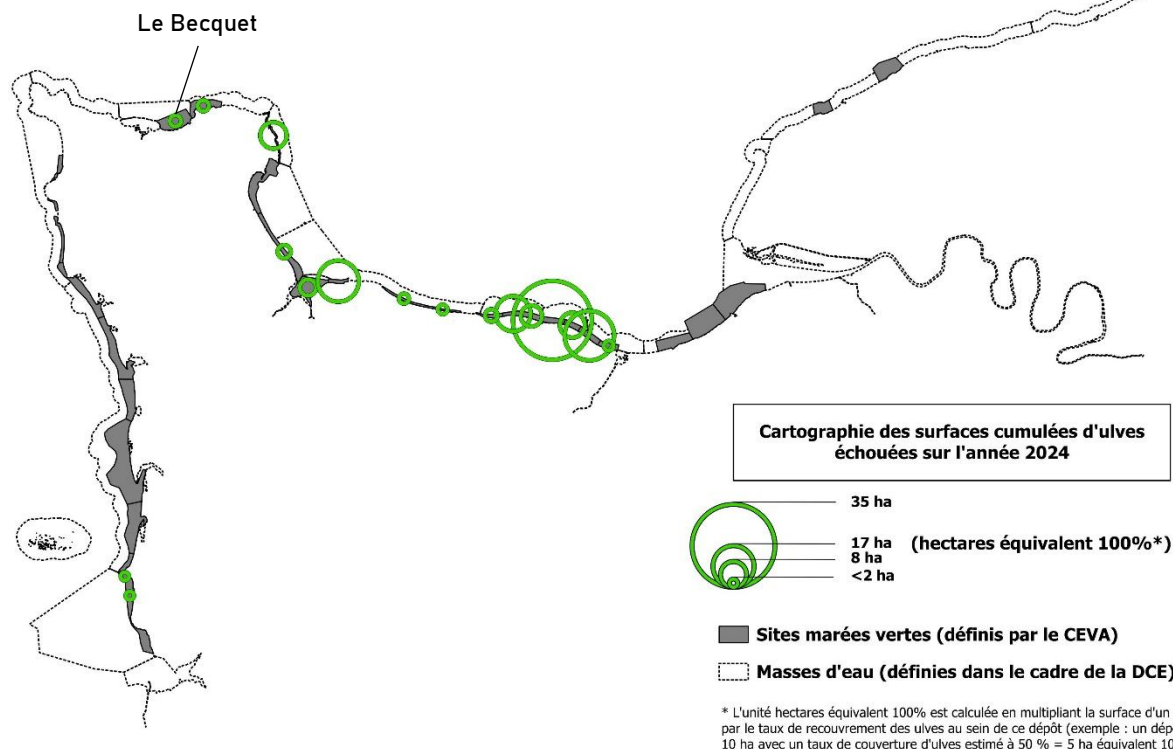 Le Becquet
Cartographie des surfaces cumulées d'ulves
échouées sur l'année 2024
35 ha
17 ha (hectares équivalent 100%*)
8 ha
<2 ha
Sites marées vertes (définis par le CEVA)
Masses d'eau (définies dans le cadre de la DCE)
* L'unité hectares équivalent 100% est calculée en multipliant la surface d'un
par le taux de recouvrement des ulves au sein de ce dépôt (exemple : un dép
10 ha avec un taux de couverture d'ulves estimé à 50 % = 5 ha équivalent 10